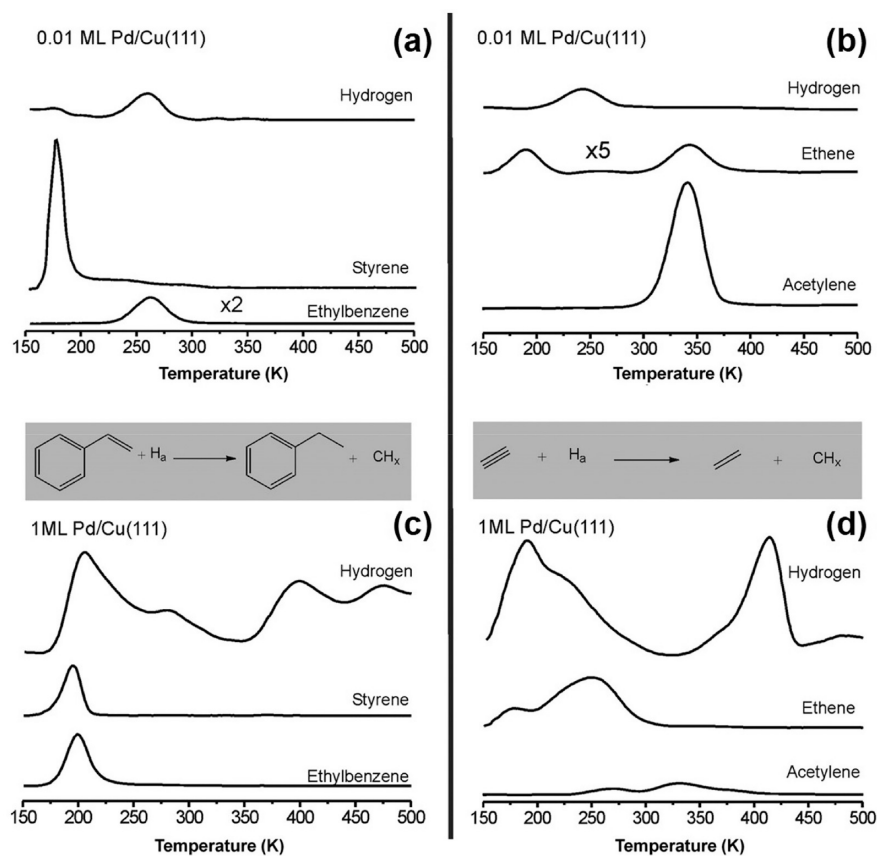 0.01 ML Pd/Cu(111)
(a)
Hydrogen
Styrene
x2
Ethylbenzene
150 200 250 300 350 400 450 500
Temperature (K)
0.01 ML Pd/Cu(111)
(b)
Hydrogen
x5
Ethene
Acetylene
150 200 250 300 350 400 450 500
Temperature (K)
+ Ha
+ CHx
+ Ha
+ CHx
1ML Pd/Cu(111)
(c)
Hydrogen
Styrene
Ethylbenzene
150 200 250 300 350 400 450 500
Temperature (K)
1ML Pd/Cu(111)
(d)
Hydrogen
Ethene
Acetylene
150 200 250 300 350 400 450 500
Temperature (K)